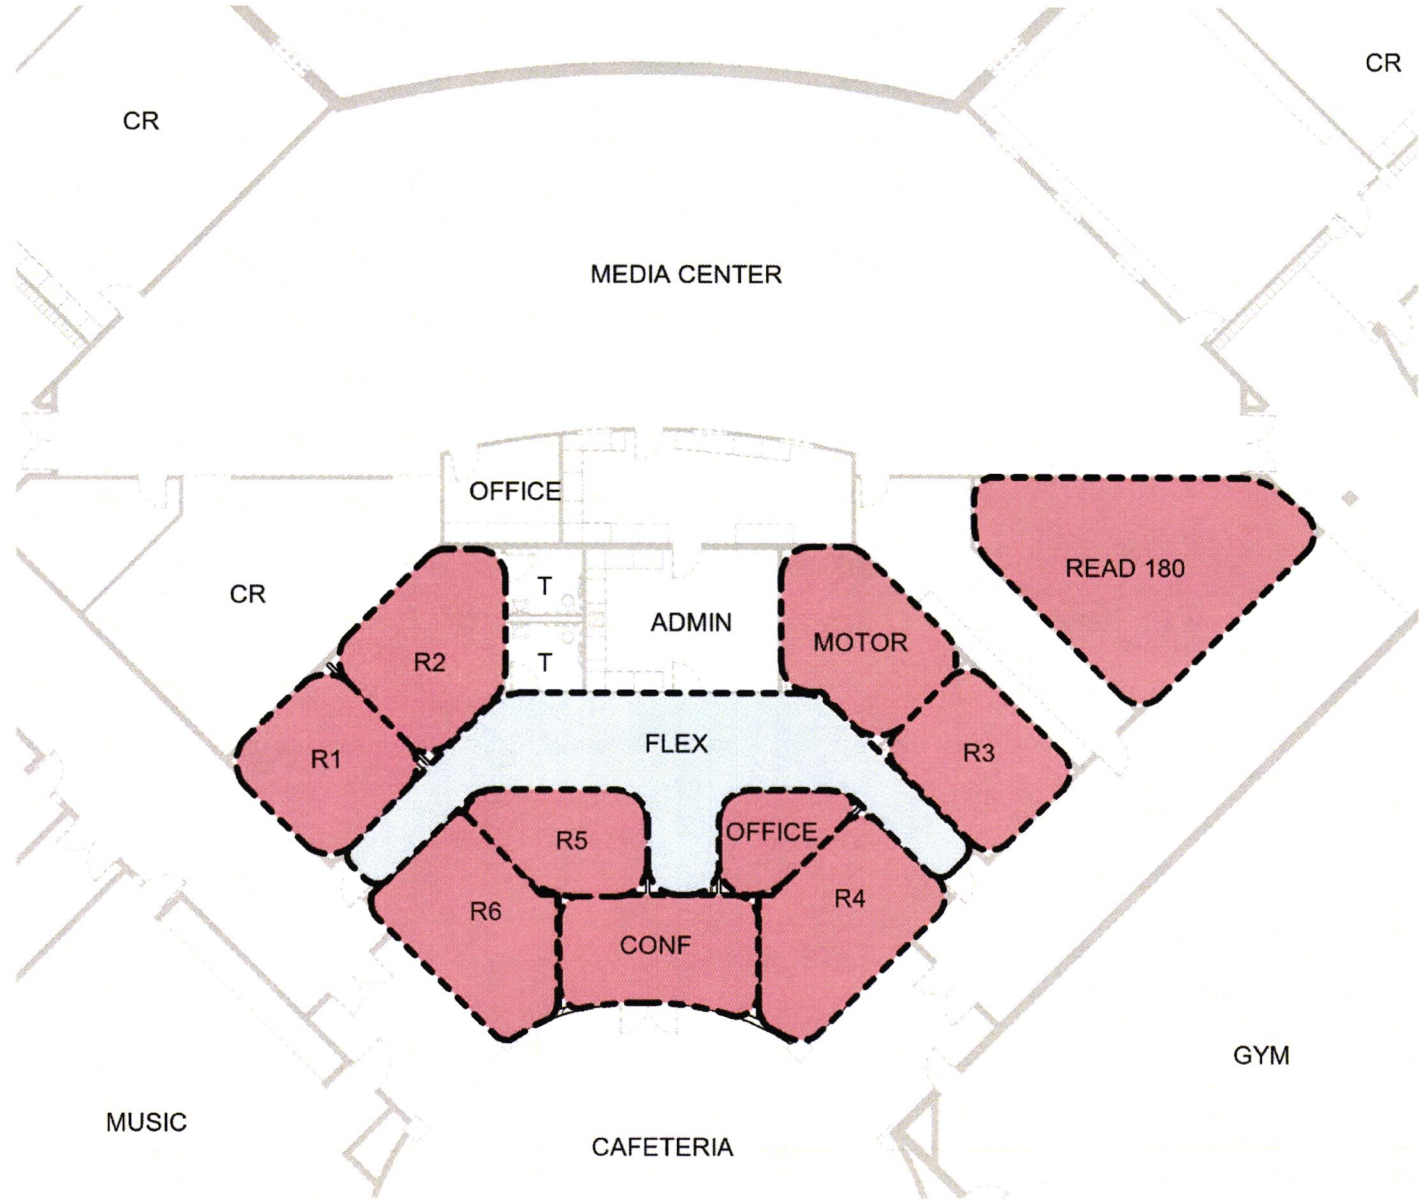 CR
CR
MEDIA CENTER
OFFICE
READ 180
T
CR
ADMIN
MOTOR
R2
T
FLEX
R3
R1
OFFICE
R5
R4
R6
CONF
GYM
MUSIC
CAFETERIA